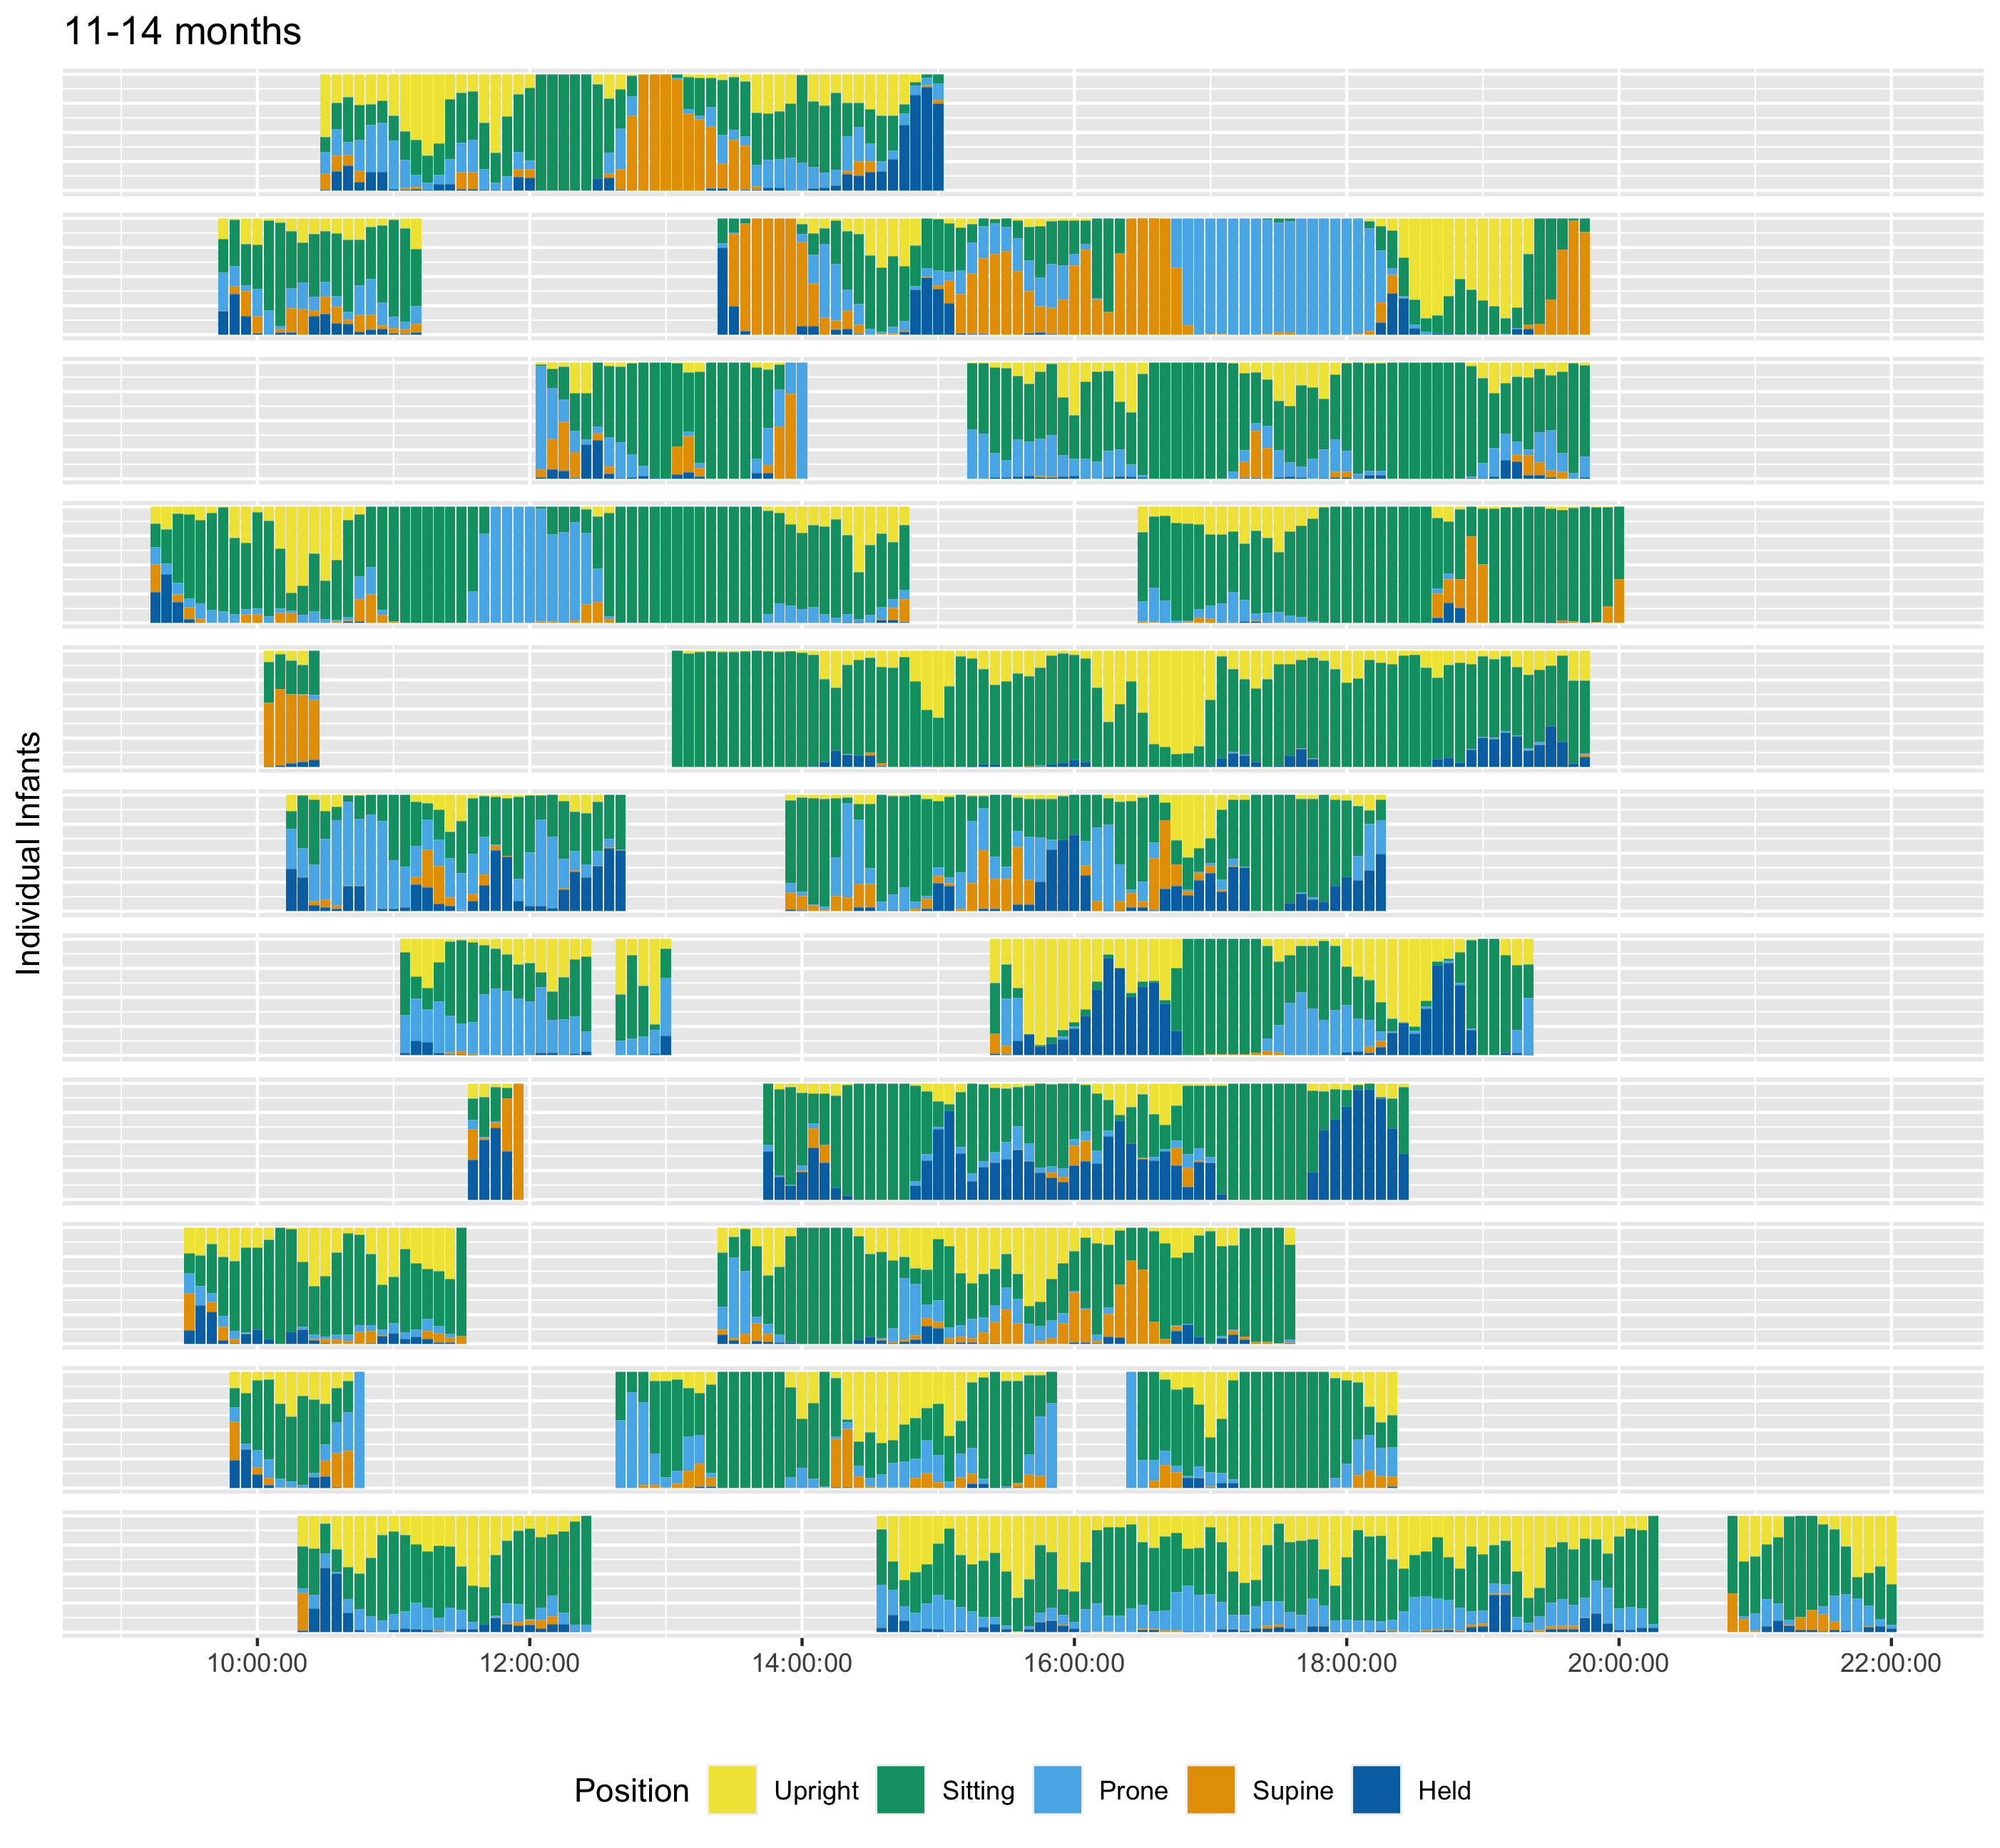 11-14 months
Individual Infants
10:00:00 12:00:00 14:00:00 16:00:00 18:00:00 20:00:00 22:00:00
Position Upright Sitting Prone Supine Held